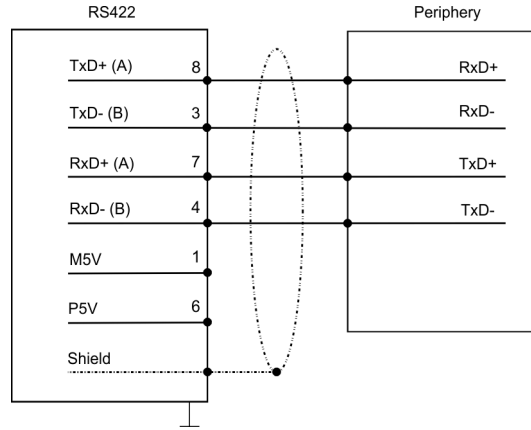 RS422 Periphery
TxD+ (A) 8 RxD+
TxD- (B) 3 RxD-
RxD+ (A) 7 TxD+
RxD- (B) 4 TxD-
M5V 1
P5V 6
Shield